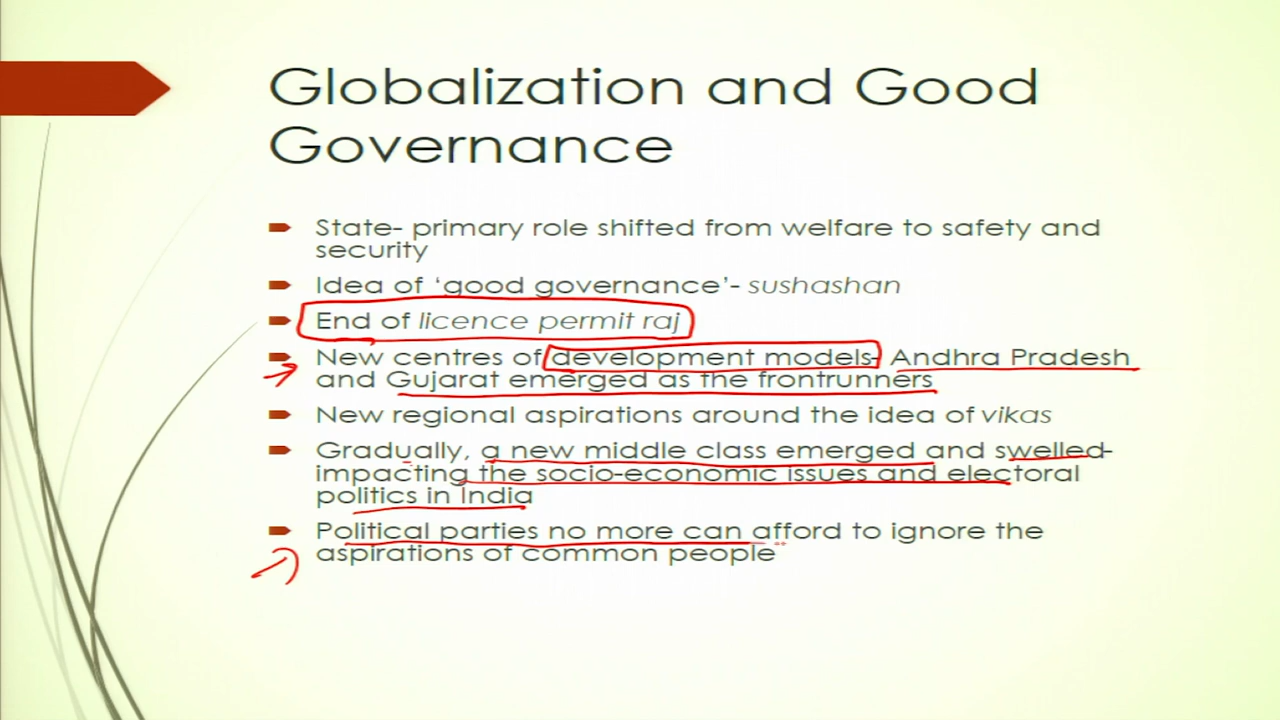 Globalization and Good
Governance
State- primary role shifted from welfare to safety and
security
Idea of ‘good governance’- sushashan
End of licence permit raj
New centres of development models- Andhra Pradesh
and Gujarat emerged as the frontrunners
New regional aspirations around the idea of vikas
Gradually, a new middle class emerged and swelled-
impacting the socio-economic issues and electoral
politics in India
Political parties no more can afford to ignore the
aspirations of common people